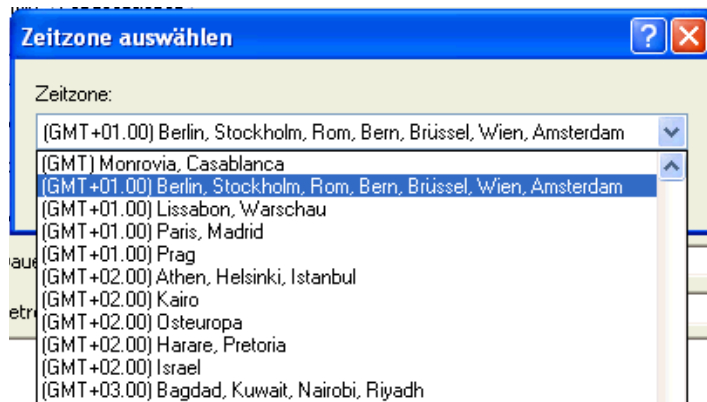 Zeitzone auswählen
Zeitzone:
(GMT+01.00) Berlin, Stockholm, Rom, Bern, Brüssel, Wien, Amsterdam
(GMT) Monrovia, Casablanca
(GMT+01.00) Berlin, Stockholm, Rom, Bern, Brüssel, Wien, Amsterdam
(GMT+01.00) Lissabon, Warschau
(GMT+01.00) Paris, Madrid
(GMT+01.00) Prag
(GMT+02.00) Athen, Helsinki, Istanbul
(GMT+02.00) Kairo
(GMT+02.00) Osteuropa
(GMT+02.00) Harare, Pretoria
(GMT+02.00) Israel
(GMT+03.00) Bagdad, Kuwait, Nairobi, Riyadh